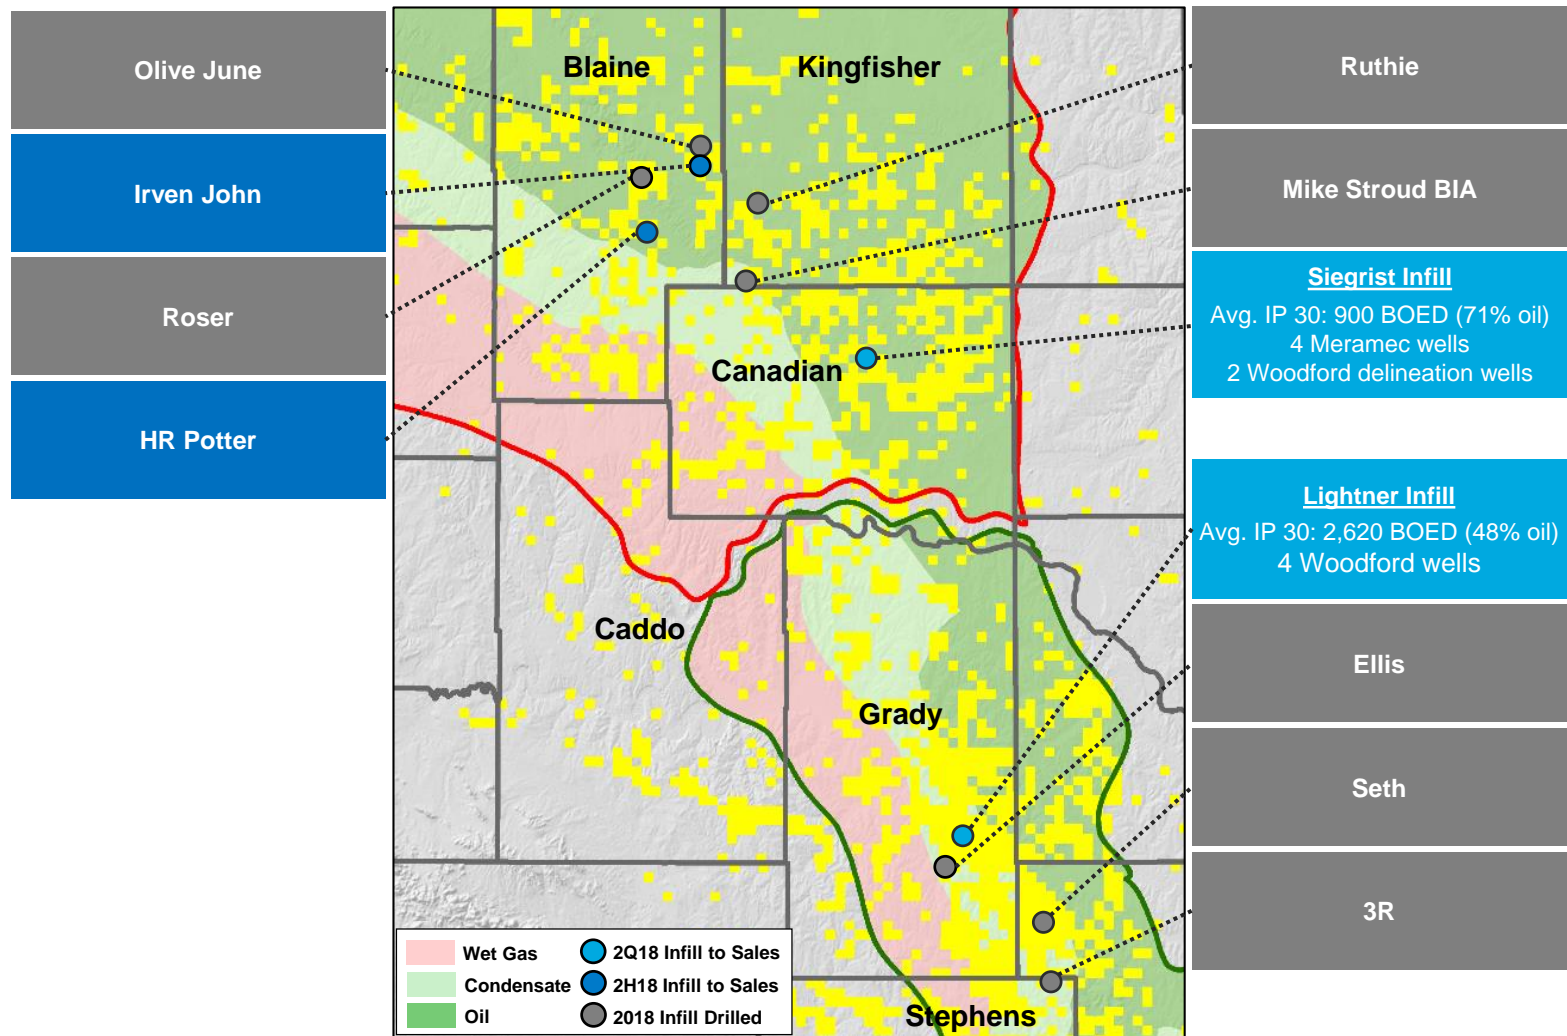 Olive June
Irven John
Roser
HR Potter
Blaine
Kingfisher
Canadian
Caddo
Grady
Stephens
Wet Gas
Condensate
Oil
2Q18 Infill to Sales
2H18 Infill to Sales
2018 Infill Drilled
Ruthie
Mike Stroud BIA
Siegrist Infill
Avg. IP 30: 900 BOED (71% oil)
4 Meramec wells
2 Woodford delineation wells
Lightner Infill
Avg. IP 30: 2,620 BOED (48% oil)
4 Woodford wells
Ellis
Seth
3R